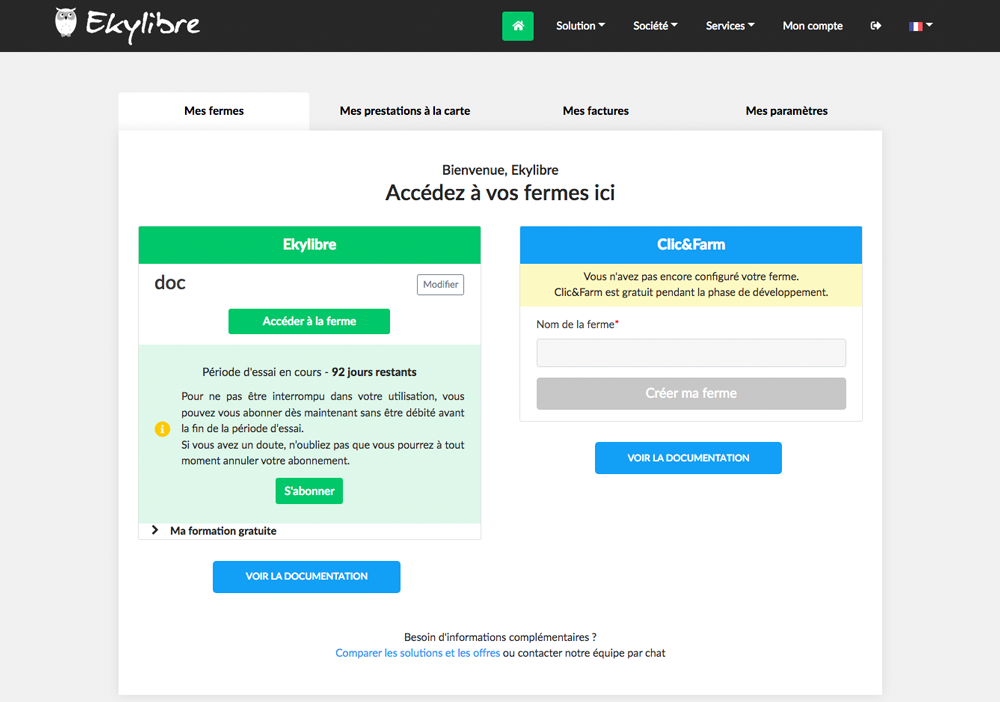 Ekylibre
Solution
Société
Services
Mon compte
Mes fermes
Mes prestations à la carte
Mes factures
Mes paramètres
Bienvenue, Ekylibre
Accédez à vos fermes ici
Ekylibre
doc
Modifier
Accéder à la ferme
Période d'essai en cours - 92 jours restants
Pour ne pas être interrompu dans votre utilisation, vous
pouvez vous abonner dès maintenant sans être débité avant
la fin de la période d'essai.
Si vous avez un doute, n'oubliez pas que vous pourrez à tout
moment annuler votre abonnement.
S'abonner
Ma formation gratuite
VOIR LA DOCUMENTATION
Clic&Farm
Vous n'avez pas encore configuré votre ferme.
Clic&Farm est gratuit pendant la phase de développement.
Nom de la ferme*
Créer ma ferme
VOIR LA DOCUMENTATION
Besoin d'informations complémentaires ?
Comparer les solutions et les offres ou contacter notre équipe par chat